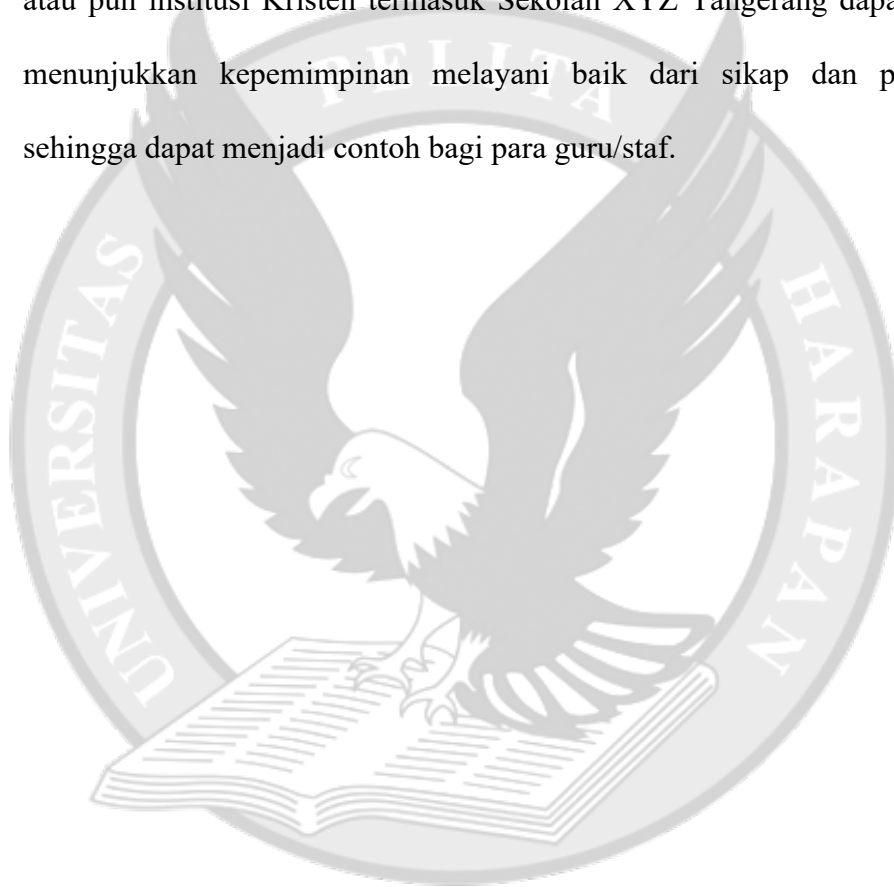 atau pun institusi Kristen termasuk Sekolah XYZ Tangerang
menunjukkan kepemimpinan melayani baik dari sikap dan
sehingga dapat menjadi contoh bagi para guru/staf.
UNIVERSITAS PELITA HARAPAN